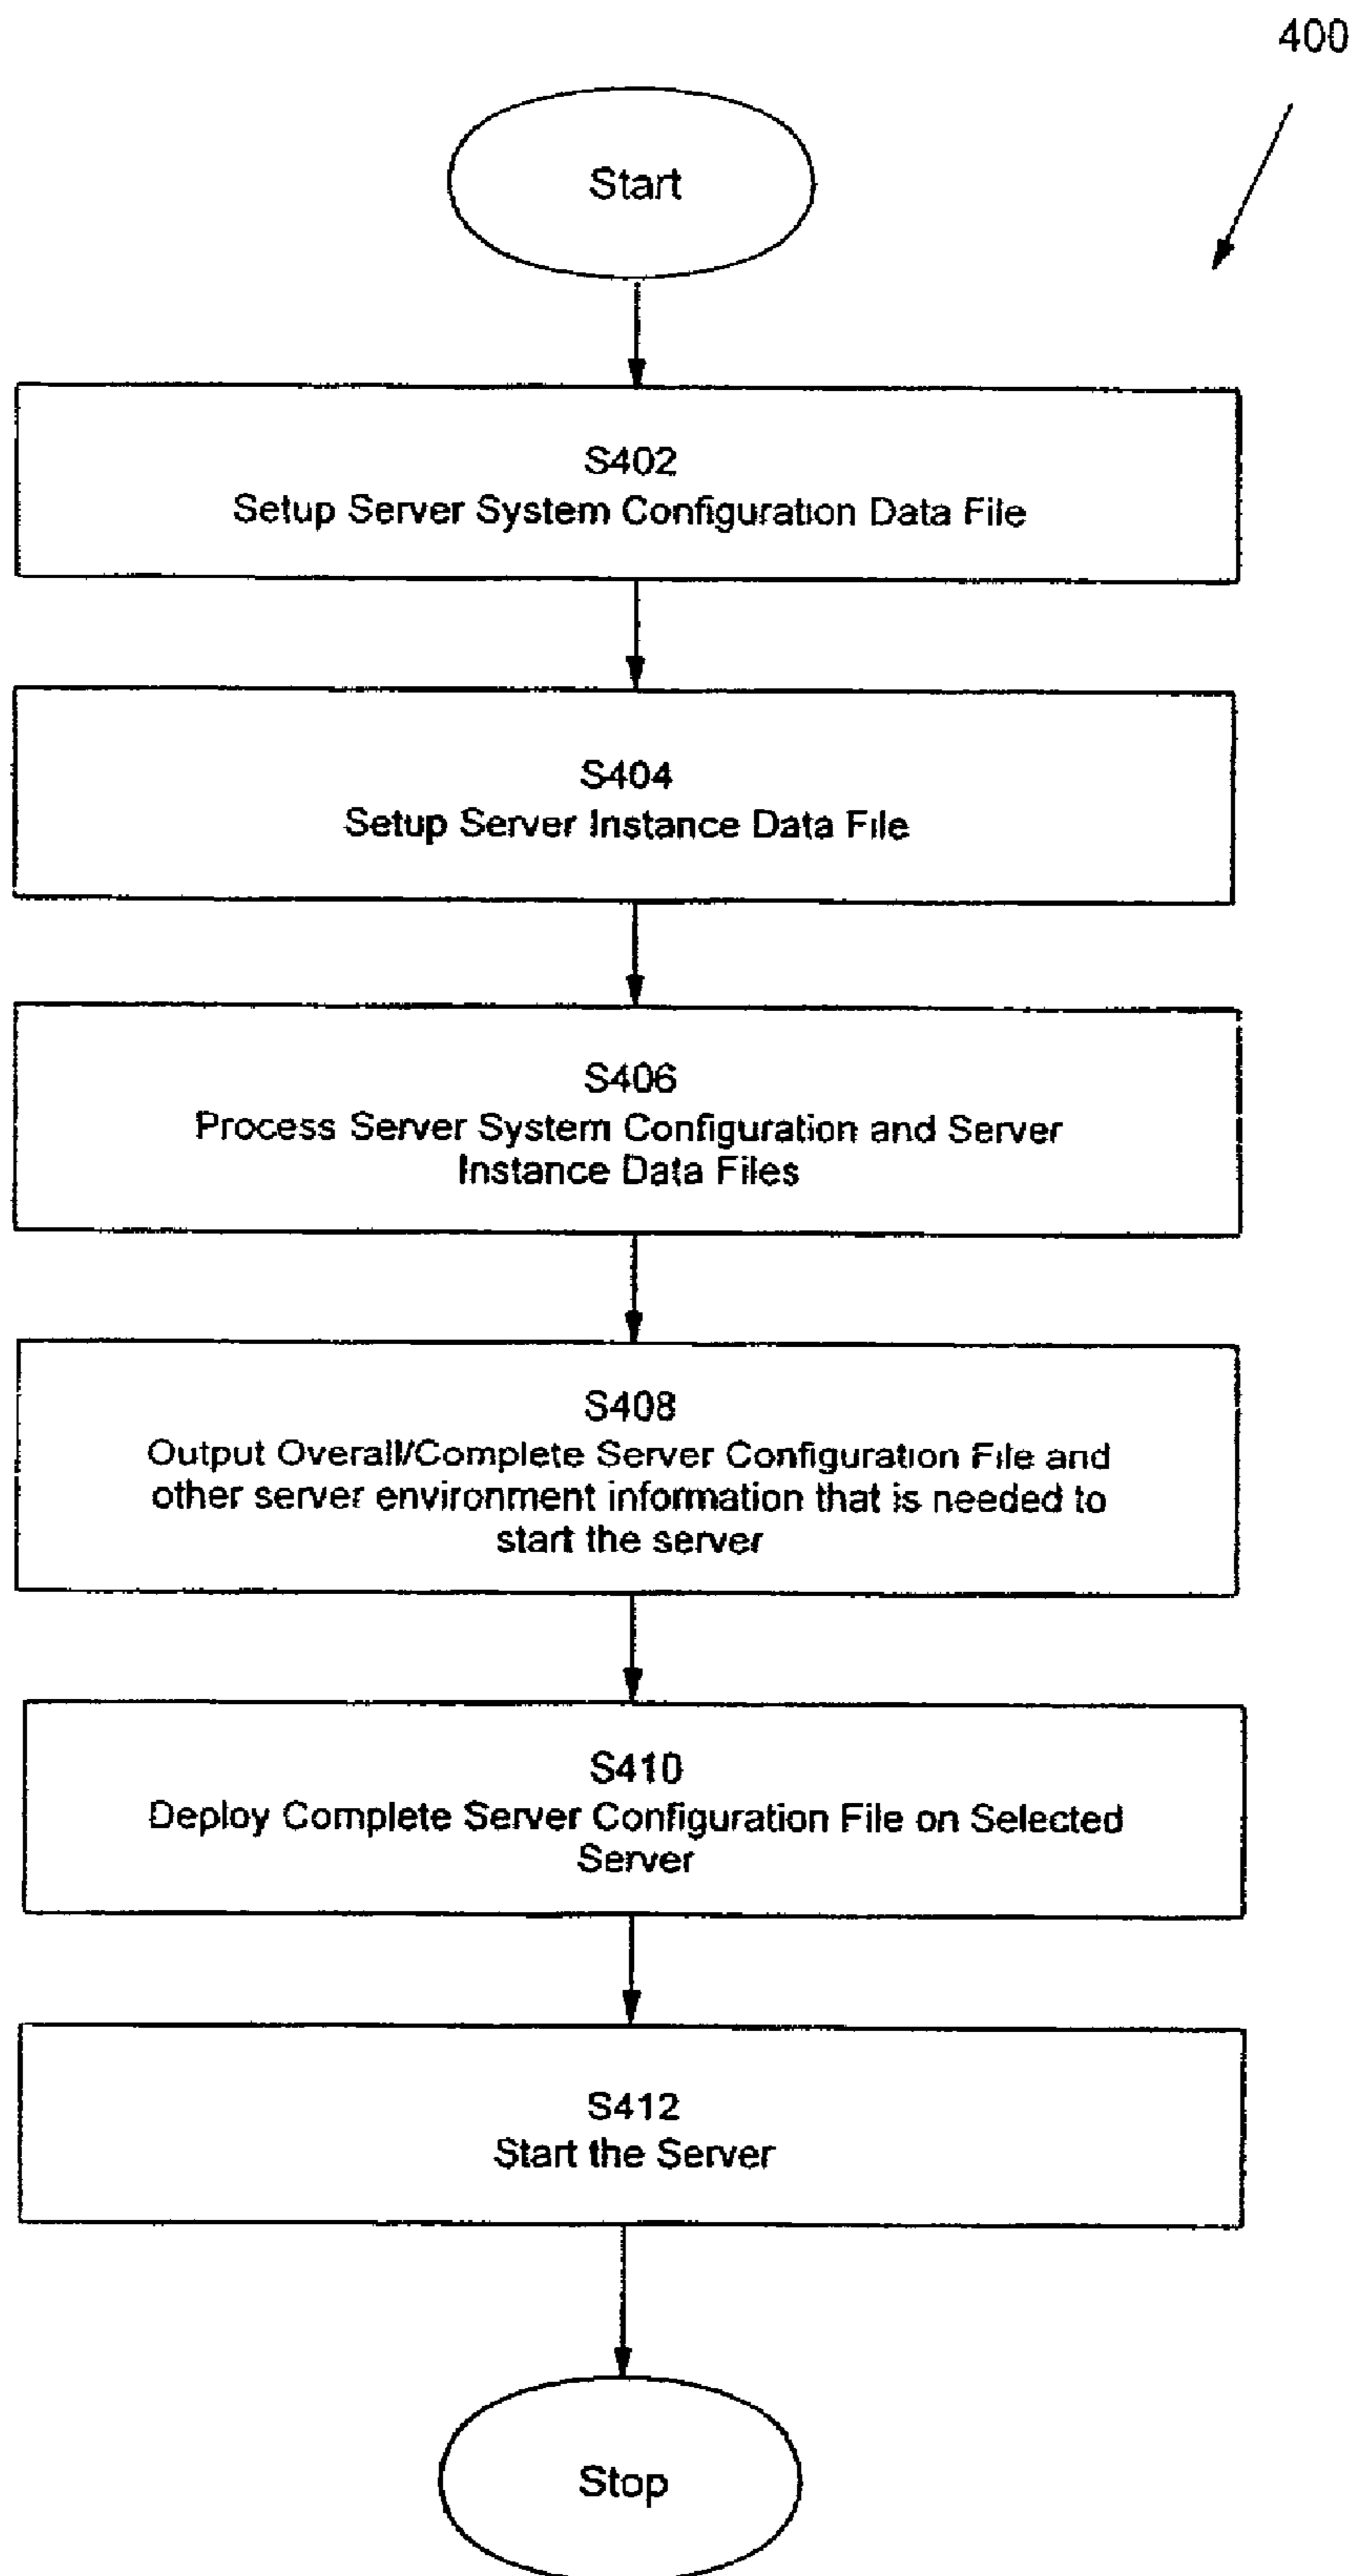 400
Start
S402
Setup Server System Configuration Data File
S404
Setup Server Instance Data File
S406
Process Server System Configuration and Server
Instance Data Files
S408
Output Overall/Complete Server Configuration File and
other server environment information that is needed to
start the server
S410
Deploy Complete Server Configuration File on Selected
Server
S412
Start the Server
Stop